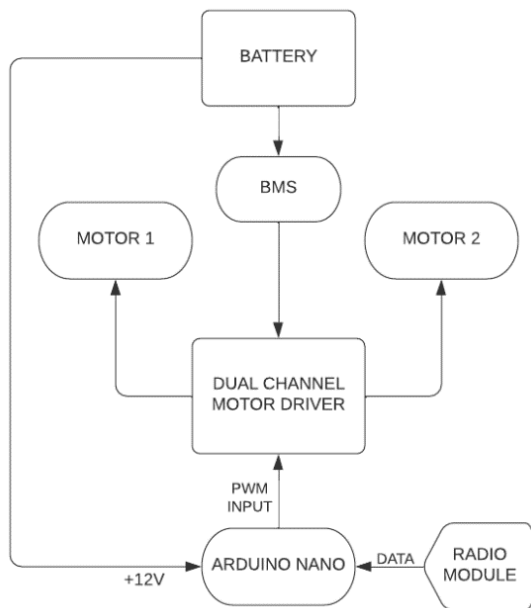 BATTERY
BMS
MOTOR 1
MOTOR 2
DUAL CHANNEL
MOTOR DRIVER
PWM
INPUT
ARDUINO NANO
DATA
RADIO
MODULE
+12V